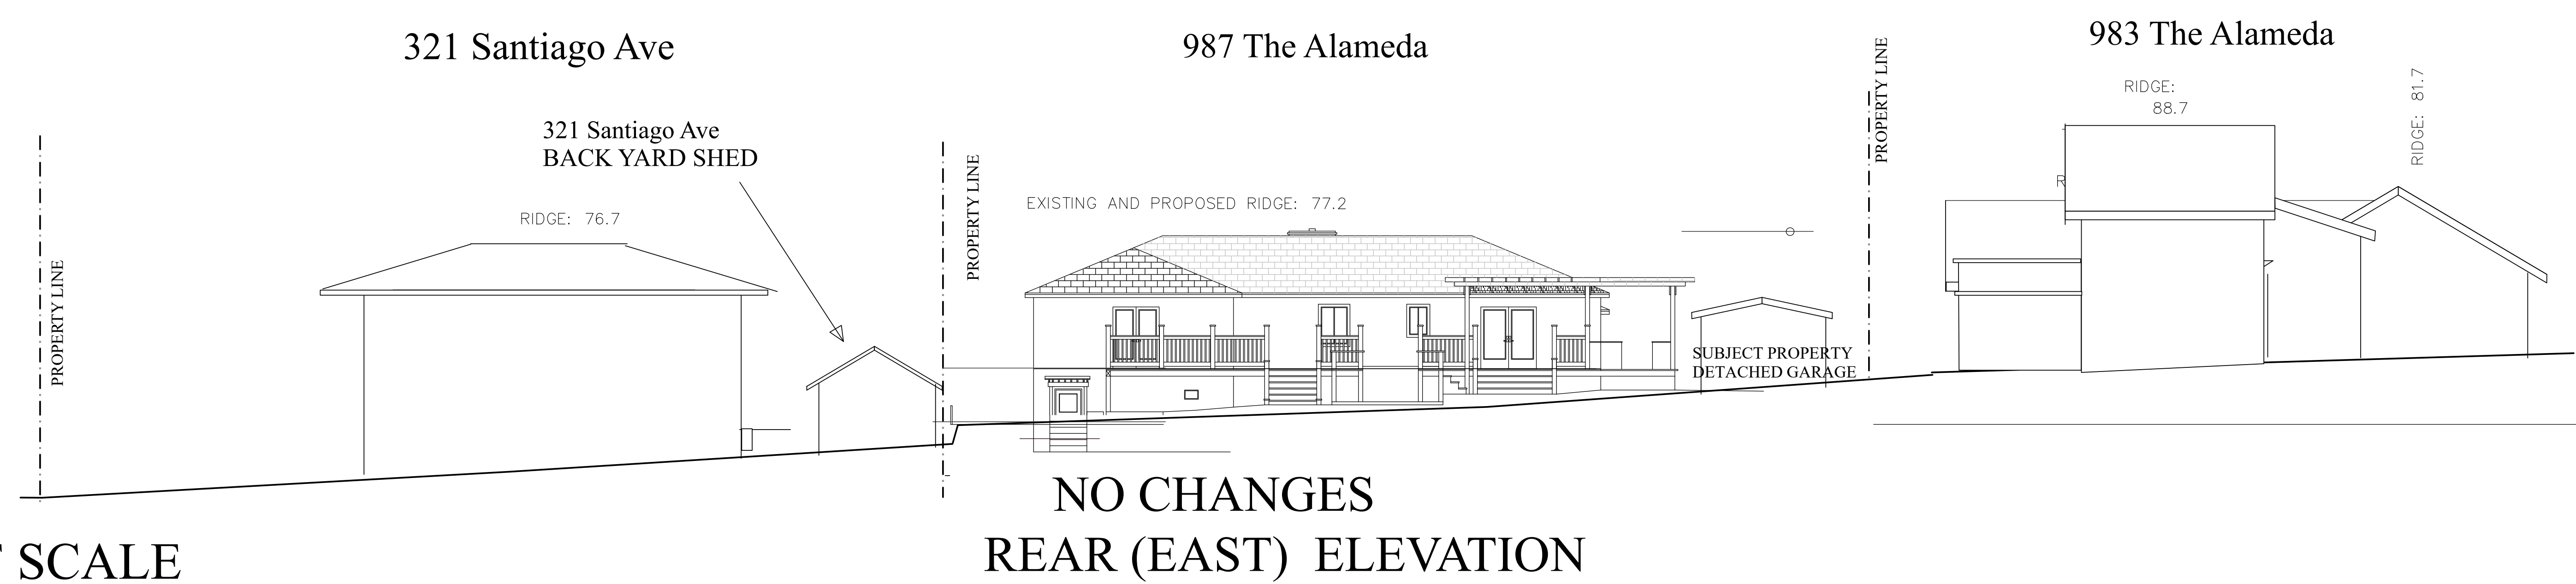 321 Santiago Ave
987 The Alameda
983 The Alameda
PROPERTY LINE
RIDGE:
88.7
RIDGE: 81.7
321 Santiago Ave
BACK YARD SHED
PROPERTY LINE
EXISTING AND PROPOSED RIDGE: 77.2
RIDGE: 76.7
PROPERTY LINE
SUBJECT PROPERTY
DETACHED GARAGE
NO CHANGES
REAR (EAST) ELEVATION
SCALE